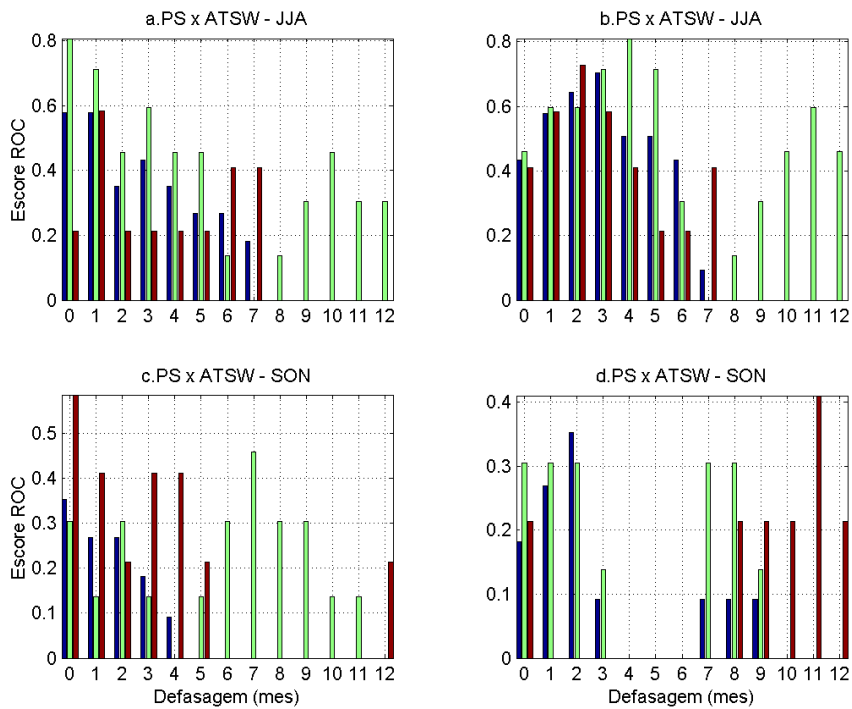 a.PS x ATSW - JJA
0.8
0.6
0.4
0.2
0
Escore ROC
0 1 2 3 4 5 6 7 8 9 10 11 12
b.PS x ATSW - JJA
0.8
0.6
0.4
0.2
0
0 1 2 3 4 5 6 7 8 9 10 11 12
c.PS x ATSW - SON
0.5
0.4
0.3
0.2
0.1
0
Escore ROC
0 1 2 3 4 5 6 7 8 9 10 11 12
Defasagem (mes)
d.PS x ATSW - SON
0.4
0.3
0.2
0.1
0
0 1 2 3 4 5 6 7 8 9 10 11 12
Defasagem (mes)